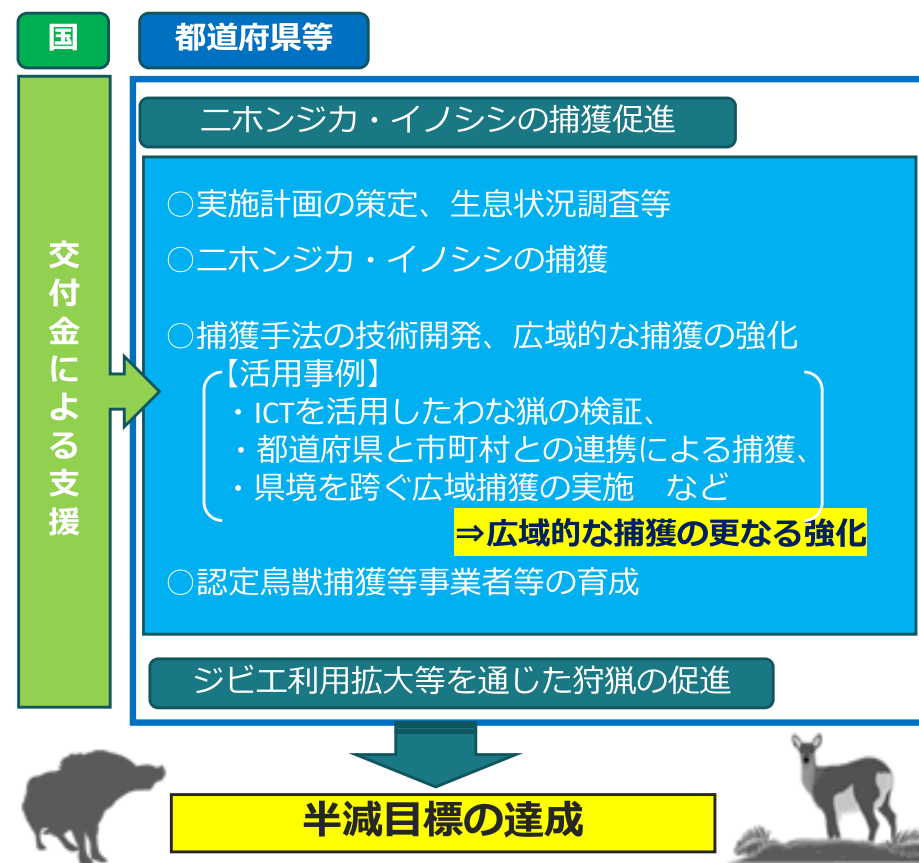 国
都道府県等
交付金による支援
ニホンジカ・イノシシの捕獲促進
○実施計画の策定、生息状況調査等
○ニホンジカ・イノシシの捕獲
○捕獲手法の技術開発、広域的な捕獲の強化
【活用事例】
・ICTを活用したわな猟の検証、
・都道府県と市町村との連携による捕獲、
・県境を跨ぐ広域捕獲の実施　など
⇒広域的な捕獲の更なる強化
○認定鳥獣捕獲等事業者等の育成
ジビエ利用拡大等を通じた狩猟の促進
半減目標の達成